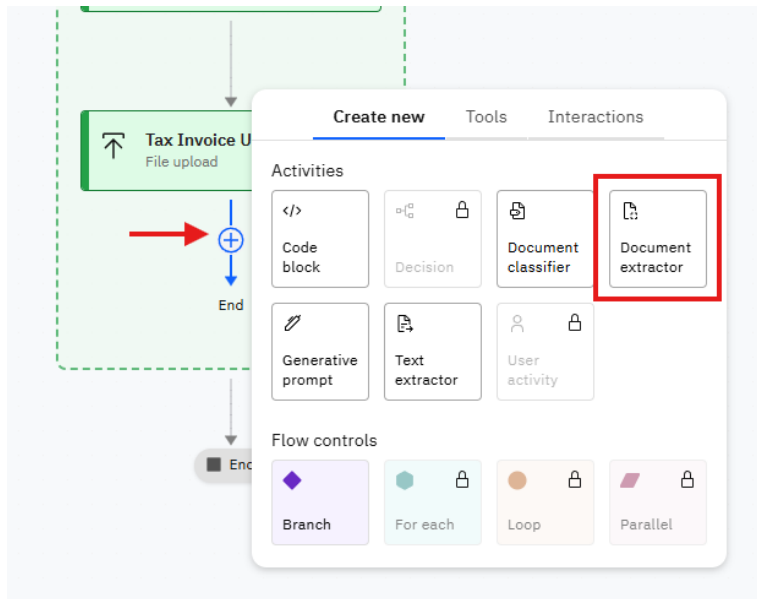 Tax Invoice U
File upload
End
End
Create new
Tools
Interactions
Activities
</>
Code
block
Decision
Document
classifier
Document
extractor
Generative
prompt
Text
extractor
User
activity
Flow controls
Branch
For each
Loop
Parallel